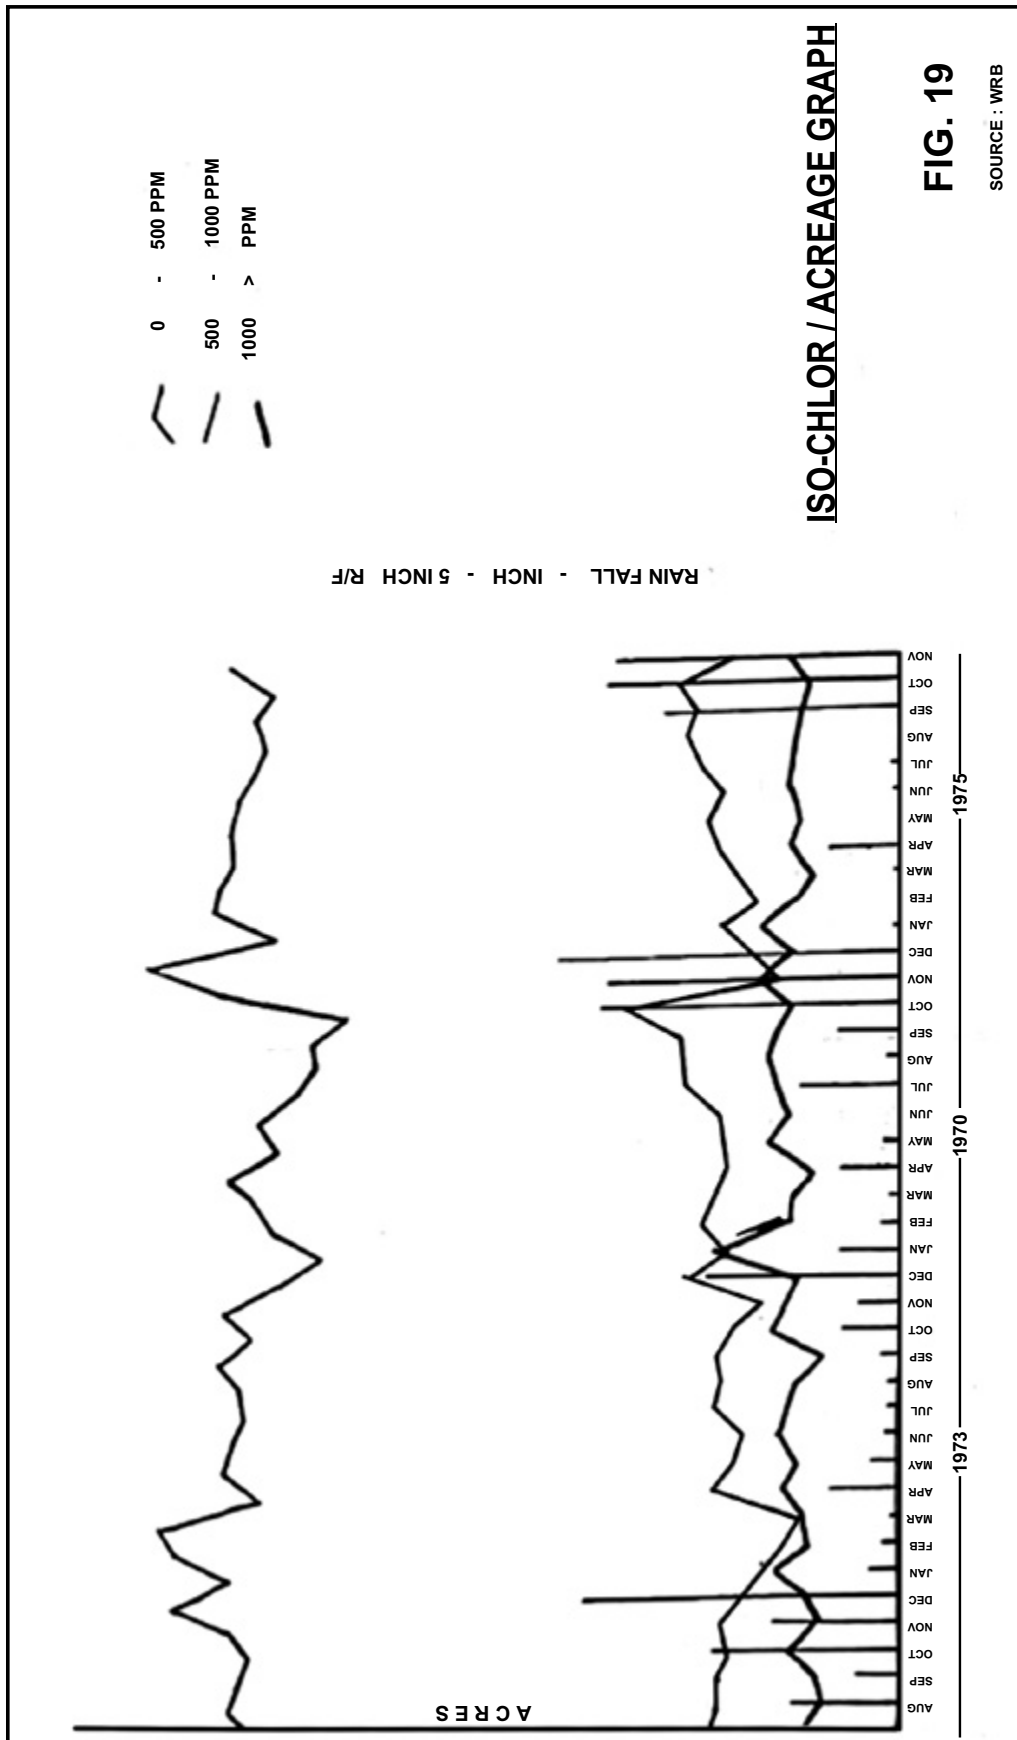 0 - 500 PPM
500 - 1000 PPM
1000 > PPM
RAIN FALL - INCH - 5 INCH R/F
ACRES
AUG SEP OCT NOV DEC JAN FEB MAR APR MAY JUN JUL AUG SEP OCT NOV DEC JAN FEB MAR APR MAY JUN JUL AUG SEP OCT NOV DEC JAN FEB MAR APR MAY JUN JUL AUG SEP OCT NOV
1973 1970 1975
ISO-CHLOR / ACREAGE GRAPH
FIG. 19
SOURCE : WRB